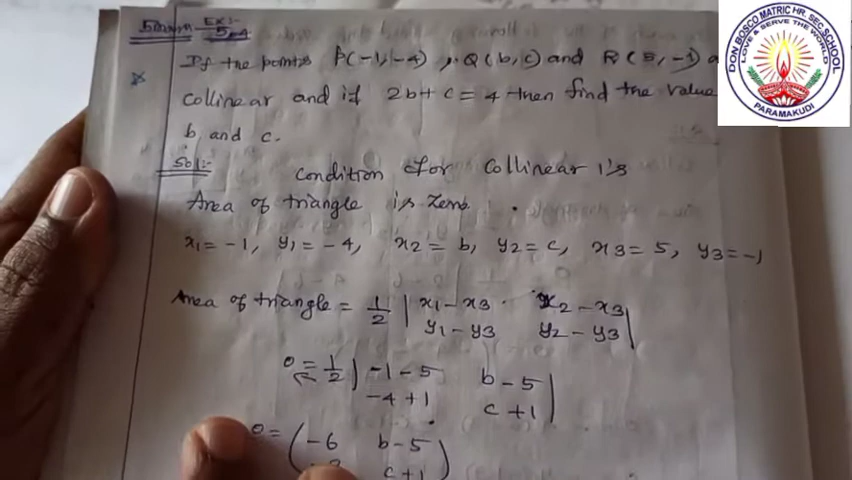 Ex:-
5.4
If the points P(-1,-4), Q(b,c) and R(5,-1) a
collinear and if 2b+c=4 then find the value
b and c.
Sol:-
Condition for Collinear is
Area of triangle is zero.
x1=-1, y1=-4, x2=b, y2=c, x3=5, y3=-1
Area of triangle = 1/2 | x1-x3 x2-x3
y1-y3 y2-y3 |
0 = 1/2 | -1-5 b-5
-4+1 c+1 |
0 = ( -6 b-5
c+1 )
DON BOSCO MATRIC HR. SEC. SCHOOL
LOVE & SERVE THE WORLD
PARAMAKUDI